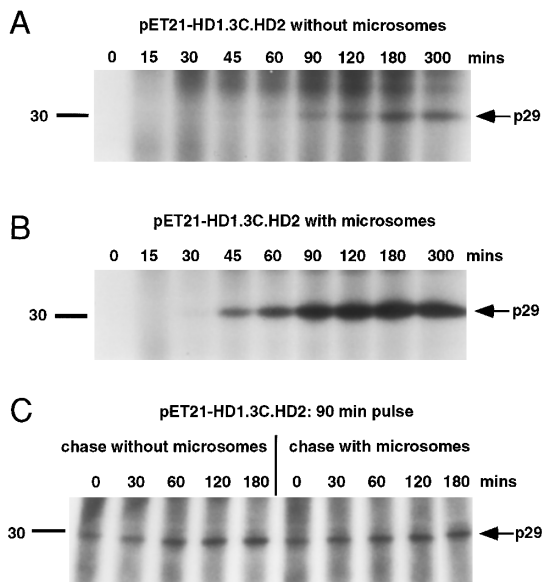 A
pET21-HD1.3C.HD2 without microsomes
0 15 30 45 60 90 120 180 300 mins
30
p29
B
pET21-HD1.3C.HD2 with microsomes
0 15 30 45 60 90 120 180 300 mins
30
p29
C
pET21-HD1.3C.HD2: 90 min pulse
chase without microsomes chase with microsomes
0 30 60 120 180 0 30 60 120 180 mins
30
p29